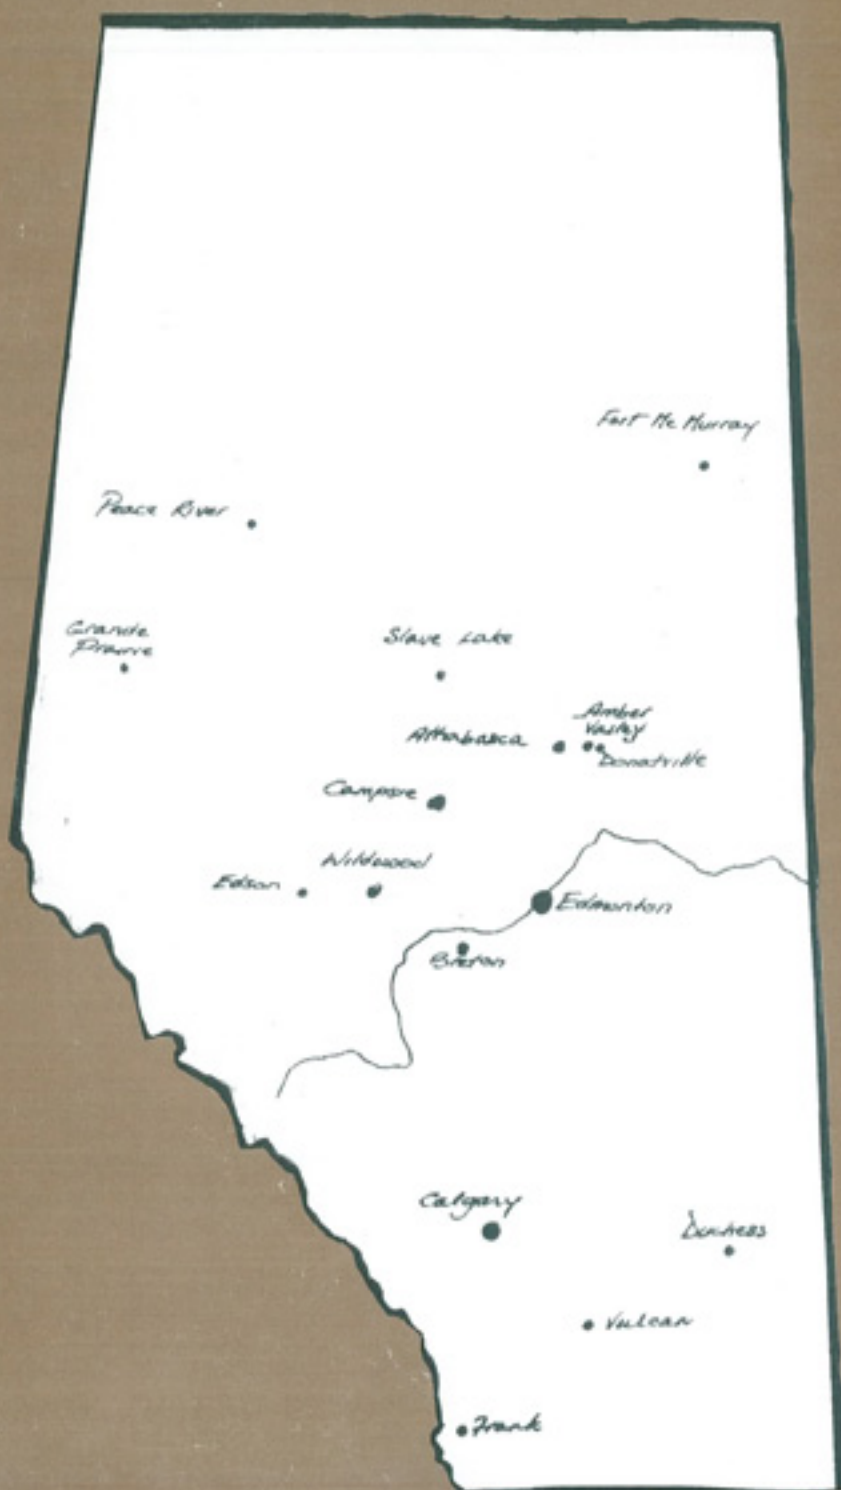 Fort Mc Murray
Peace River
Grande
Prairie
Slave Lake
Amber
Valley
Athabasca
Donatville
Campsie
Wildwood
Edson
Edmonton
Breton
Calgary
Duchess
Vulcan
Frank